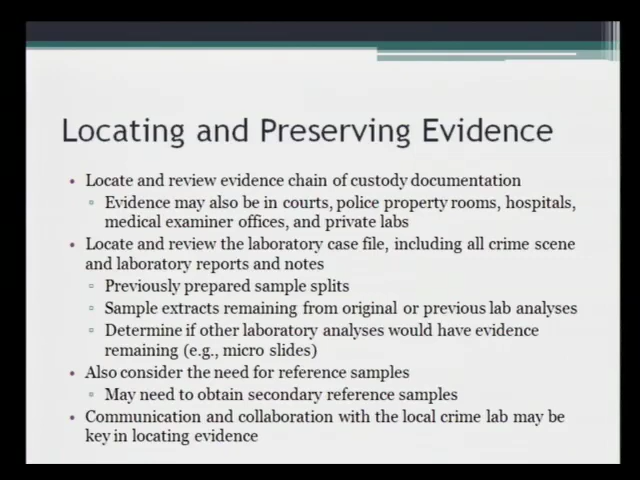 Locating and Preserving Evidence
• Locate and review evidence chain of custody documentation
▫ Evidence may also be in courts, police property rooms, hospitals,
medical examiner offices, and private labs
• Locate and review the laboratory case file, including all crime scene
and laboratory reports and notes
▫ Previously prepared sample splits
▫ Sample extracts remaining from original or previous lab analyses
▫ Determine if other laboratory analyses would have evidence
remaining (e.g., micro slides)
• Also consider the need for reference samples
▫ May need to obtain secondary reference samples
• Communication and collaboration with the local crime lab may be
key in locating evidence